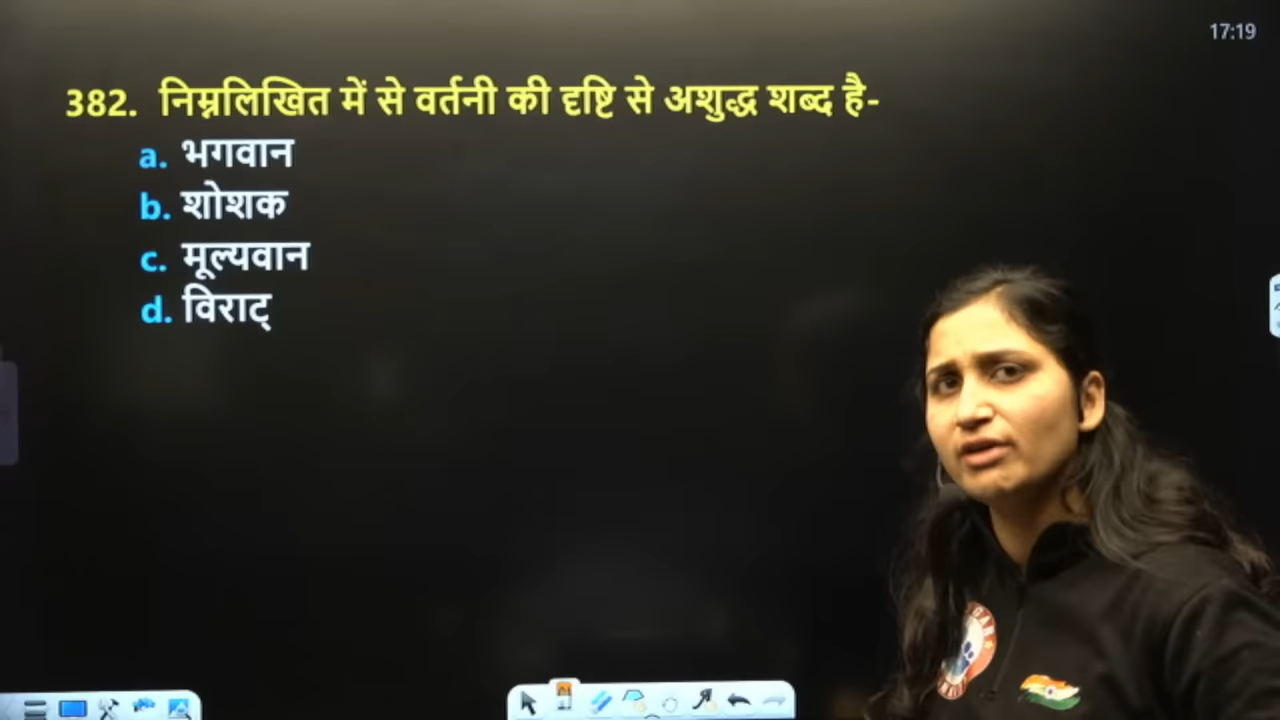 17:19
382. निम्नलिखित में से वर्तनी की दृष्टि से अशुद्ध शब्द है-
a. भगवान
b. शोशक
c. मूल्यवान
d. विराट्